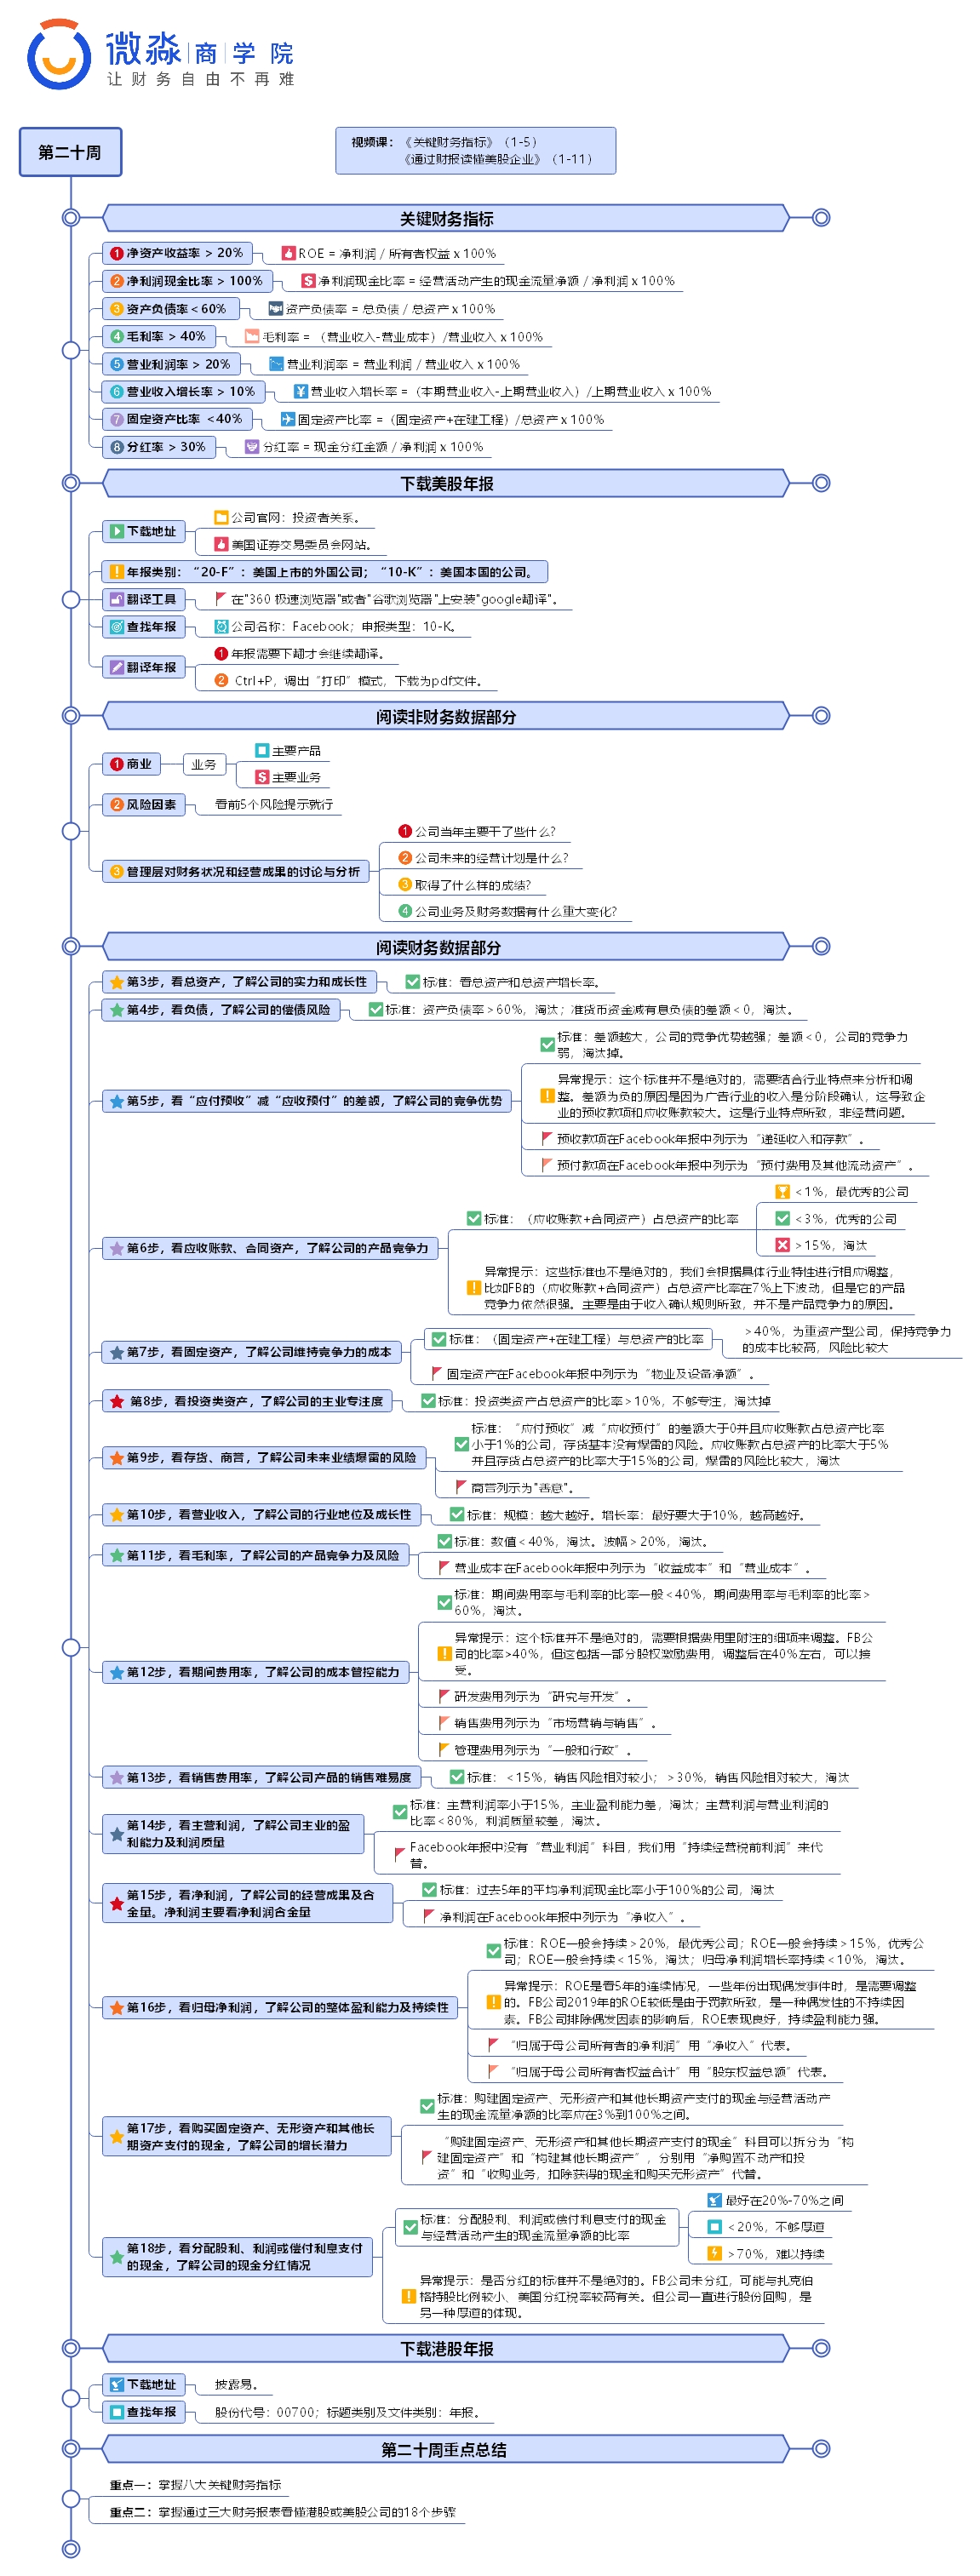 微淼商学院
让财务自由不再难
第二十周
视频课：《关键财务指标》（1-5）
《通过财报读懂美股企业》（1-11）
关键财务指标
1 净资产收益率 > 20%
ROE = 净利润 / 所有者权益 x 100%
2 净利润现金比率 > 100%
净利润现金比率 = 经营活动产生的现金流量净额 / 净利润 x 100%
3 资产负债率＜60%
资产负债率 = 总负债 / 总资产 x 100%
4 毛利率 > 40%
毛利率 = （营业收入-营业成本）/营业收入 x 100%
5 营业利润率 > 20%
营业利润率 = 营业利润 / 营业收入 x 100%
6 营业收入增长率 > 10%
营业收入增长率 =（本期营业收入-上期营业收入）/上期营业收入 x 100%
7 固定资产比率 ＜40%
固定资产比率 =（固定资产+在建工程）/总资产 x 100%
8 分红率 > 30%
分红率 = 现金分红金额 / 净利润 x 100%
下载美股年报
下载地址
公司官网：投资者关系。
美国证券交易委员会网站。
年报类别：“20-F”：美国上市的外国公司；“10-K”：美国本国的公司。
翻译工具
在"360 极速浏览器"或者"谷歌浏览器"上安装"google翻译"。
查找年报
公司名称：Facebook；申报类型：10-K。
翻译年报
1 年报需要下翻才会继续翻译。
2 Ctrl+P，调出“打印”模式，下载为pdf文件。
阅读非财务数据部分
1 商业
业务
主要产品
主要业务
2 风险因素
看前5个风险提示就行
3 管理层对财务状况和经营成果的讨论与分析
1 公司当年主要干了些什么?
2 公司未来的经营计划是什么?
3 取得了什么样的成绩?
4 公司业务及财务数据有什么重大变化?
阅读财务数据部分
第3步，看总资产，了解公司的实力和成长性
标准：看总资产和总资产增长率。
第4步，看负债，了解公司的偿债风险
标准：资产负债率＞60%，淘汰；准货币资金减有息负债的差额＜0，淘汰。
第5步，看“应付预收”减“应收预付”的差额，了解公司的竞争优势
标准：差额越大，公司的竞争优势越强；差额＜0，公司的竞争力
弱，淘汰掉。
异常提示：这个标准并不是绝对的，需要结合行业特点来分析和调
整。差额为负的原因是因为广告行业的收入是分阶段确认，这导致企
业的预收款项和应收账款较大。这是行业特点所致，非经营问题。
预收款项在Facebook年报中列示为“递延收入和存款”。
预付款项在Facebook年报中列示为“预付费用及其他流动资产”。
第6步，看应收账款、合同资产，了解公司的产品竞争力
标准：（应收账款+合同资产）占总资产的比率
＜1%，最优秀的公司
＜3%，优秀的公司
＞15%，淘汰
异常提示：这些标准也不是绝对的，我们会根据具体行业特性进行相应调整，
比如FB的（应收账款+合同资产）占总资产比率在7%上下波动，但是它的产品
竞争力依然很强。主要是由于收入确认规则所致，并不是产品竞争力的原因。
第7步，看固定资产，了解公司维持竞争力的成本
标准：（固定资产+在建工程）与总资产的比率
＞40%，为重资产型公司，保持竞争力
的成本比较高，风险比较大
固定资产在Facebook年报中列示为“物业及设备净额”。
第8步，看投资类资产，了解公司的主业专注度
标准：投资类资产占总资产的比率＞10%，不够专注，淘汰掉
第9步，看存货、商誉，了解公司未来业绩爆雷的风险
标准：“应付预收”减“应收预付”的差额大于0并且应收账款占总资产比率
小于1%的公司，存货基本没有爆雷的风险。应收账款占总资产的比率大于5%
并且存货占总资产的比率大于15%的公司，爆雷的风险比较大，淘汰
商誉列示为"善意"。
第10步，看营业收入，了解公司的行业地位及成长性
标准：规模：越大越好。增长率：最好要大于10%，越高越好。
第11步，看毛利率，了解公司的产品竞争力及风险
标准：数值＜40%，淘汰。波幅＞20%，淘汰。
营业成本在Facebook年报中列示为“收益成本”和“营业成本”。
第12步，看期间费用率，了解公司的成本管控能力
标准：期间费用率与毛利率的比率一般＜40%，期间费用率与毛利率的比率＞
60%，淘汰。
异常提示：这个标准并不是绝对的，需要根据费用里附注的细项来调整。FB公
司的比率>40%，但这包括一部分股权激励费用，调整后在40%左右，可以接
受。
研发费用列示为“研究与开发”。
销售费用列示为“市场营销与销售”。
管理费用列示为“一般和行政”。
第13步，看销售费用率，了解公司产品的销售难易度
标准：＜15%，销售风险相对较小；＞30%，销售风险相对较大，淘汰
第14步，看主营利润，了解公司主业的盈
利能力及利润质量
标准：主营利润率小于15%，主业盈利能力差，淘汰；主营利润与营业利润的
比率＜80%，利润质量较差，淘汰。
Facebook年报中没有“营业利润”科目，我们用“持续经营税前利润”来代
替。
第15步，看净利润，了解公司的经营成果及含
金量。净利润主要看净利润含金量
标准：过去5年的平均净利润现金比率小于100%的公司，淘汰
净利润在Facebook年报中列示为“净收入”。
第16步，看归母净利润，了解公司的整体盈利能力及持续性
标准：ROE一般会持续＞20%，最优秀公司；ROE一般会持续＞15%，优秀公
司；ROE一般会持续＜15%，淘汰；归母净利润增长率持续＜10%，淘汰。
异常提示：ROE是看5年的连续情况，一些年份出现偶发事件时，是需要调整
的。FB公司2019年的ROE较低是由于罚款所致，是一种偶发性的不持续因
素。FB公司排除偶发因素的影响后，ROE表现良好，持续盈利能力强。
“归属于母公司所有者的净利润”用“净收入”代表。
“归属于母公司所有者权益合计”用“股东权益总额”代表。
第17步，看购买固定资产、无形资产和其他长
期资产支付的现金，了解公司的增长潜力
标准：购建固定资产、无形资产和其他长期资产支付的现金与经营活动产
生的现金流量净额的比率应在3%到100%之间。
“购建固定资产、无形资产和其他长期资产支付的现金”科目可以拆分为“构
建固定资产”和“构建其他长期资产”，分别用“净购置不动产和投
资”和“收购业务，扣除获得的现金和购买无形资产”代替。
第18步，看分配股利、利润或偿付利息支付
的现金，了解公司的现金分红情况
标准：分配股利、利润或偿付利息支付的现金
与经营活动产生的现金流量净额的比率
最好在20%-70%之间
＜20%，不够厚道
＞70%，难以持续
异常提示：是否分红的标准并不是绝对的。FB公司未分红，可能与扎克伯
格持股比例较小、美国分红税率较高有关。但公司一直进行股份回购，是
另一种厚道的体现。
下载港股年报
下载地址
披露易。
查找年报
股份代号：00700；标题类别及文件类别：年报。
第二十周重点总结
重点一：掌握八大关键财务指标
重点二：掌握通过三大财务报表看懂港股或美股公司的18个步骤